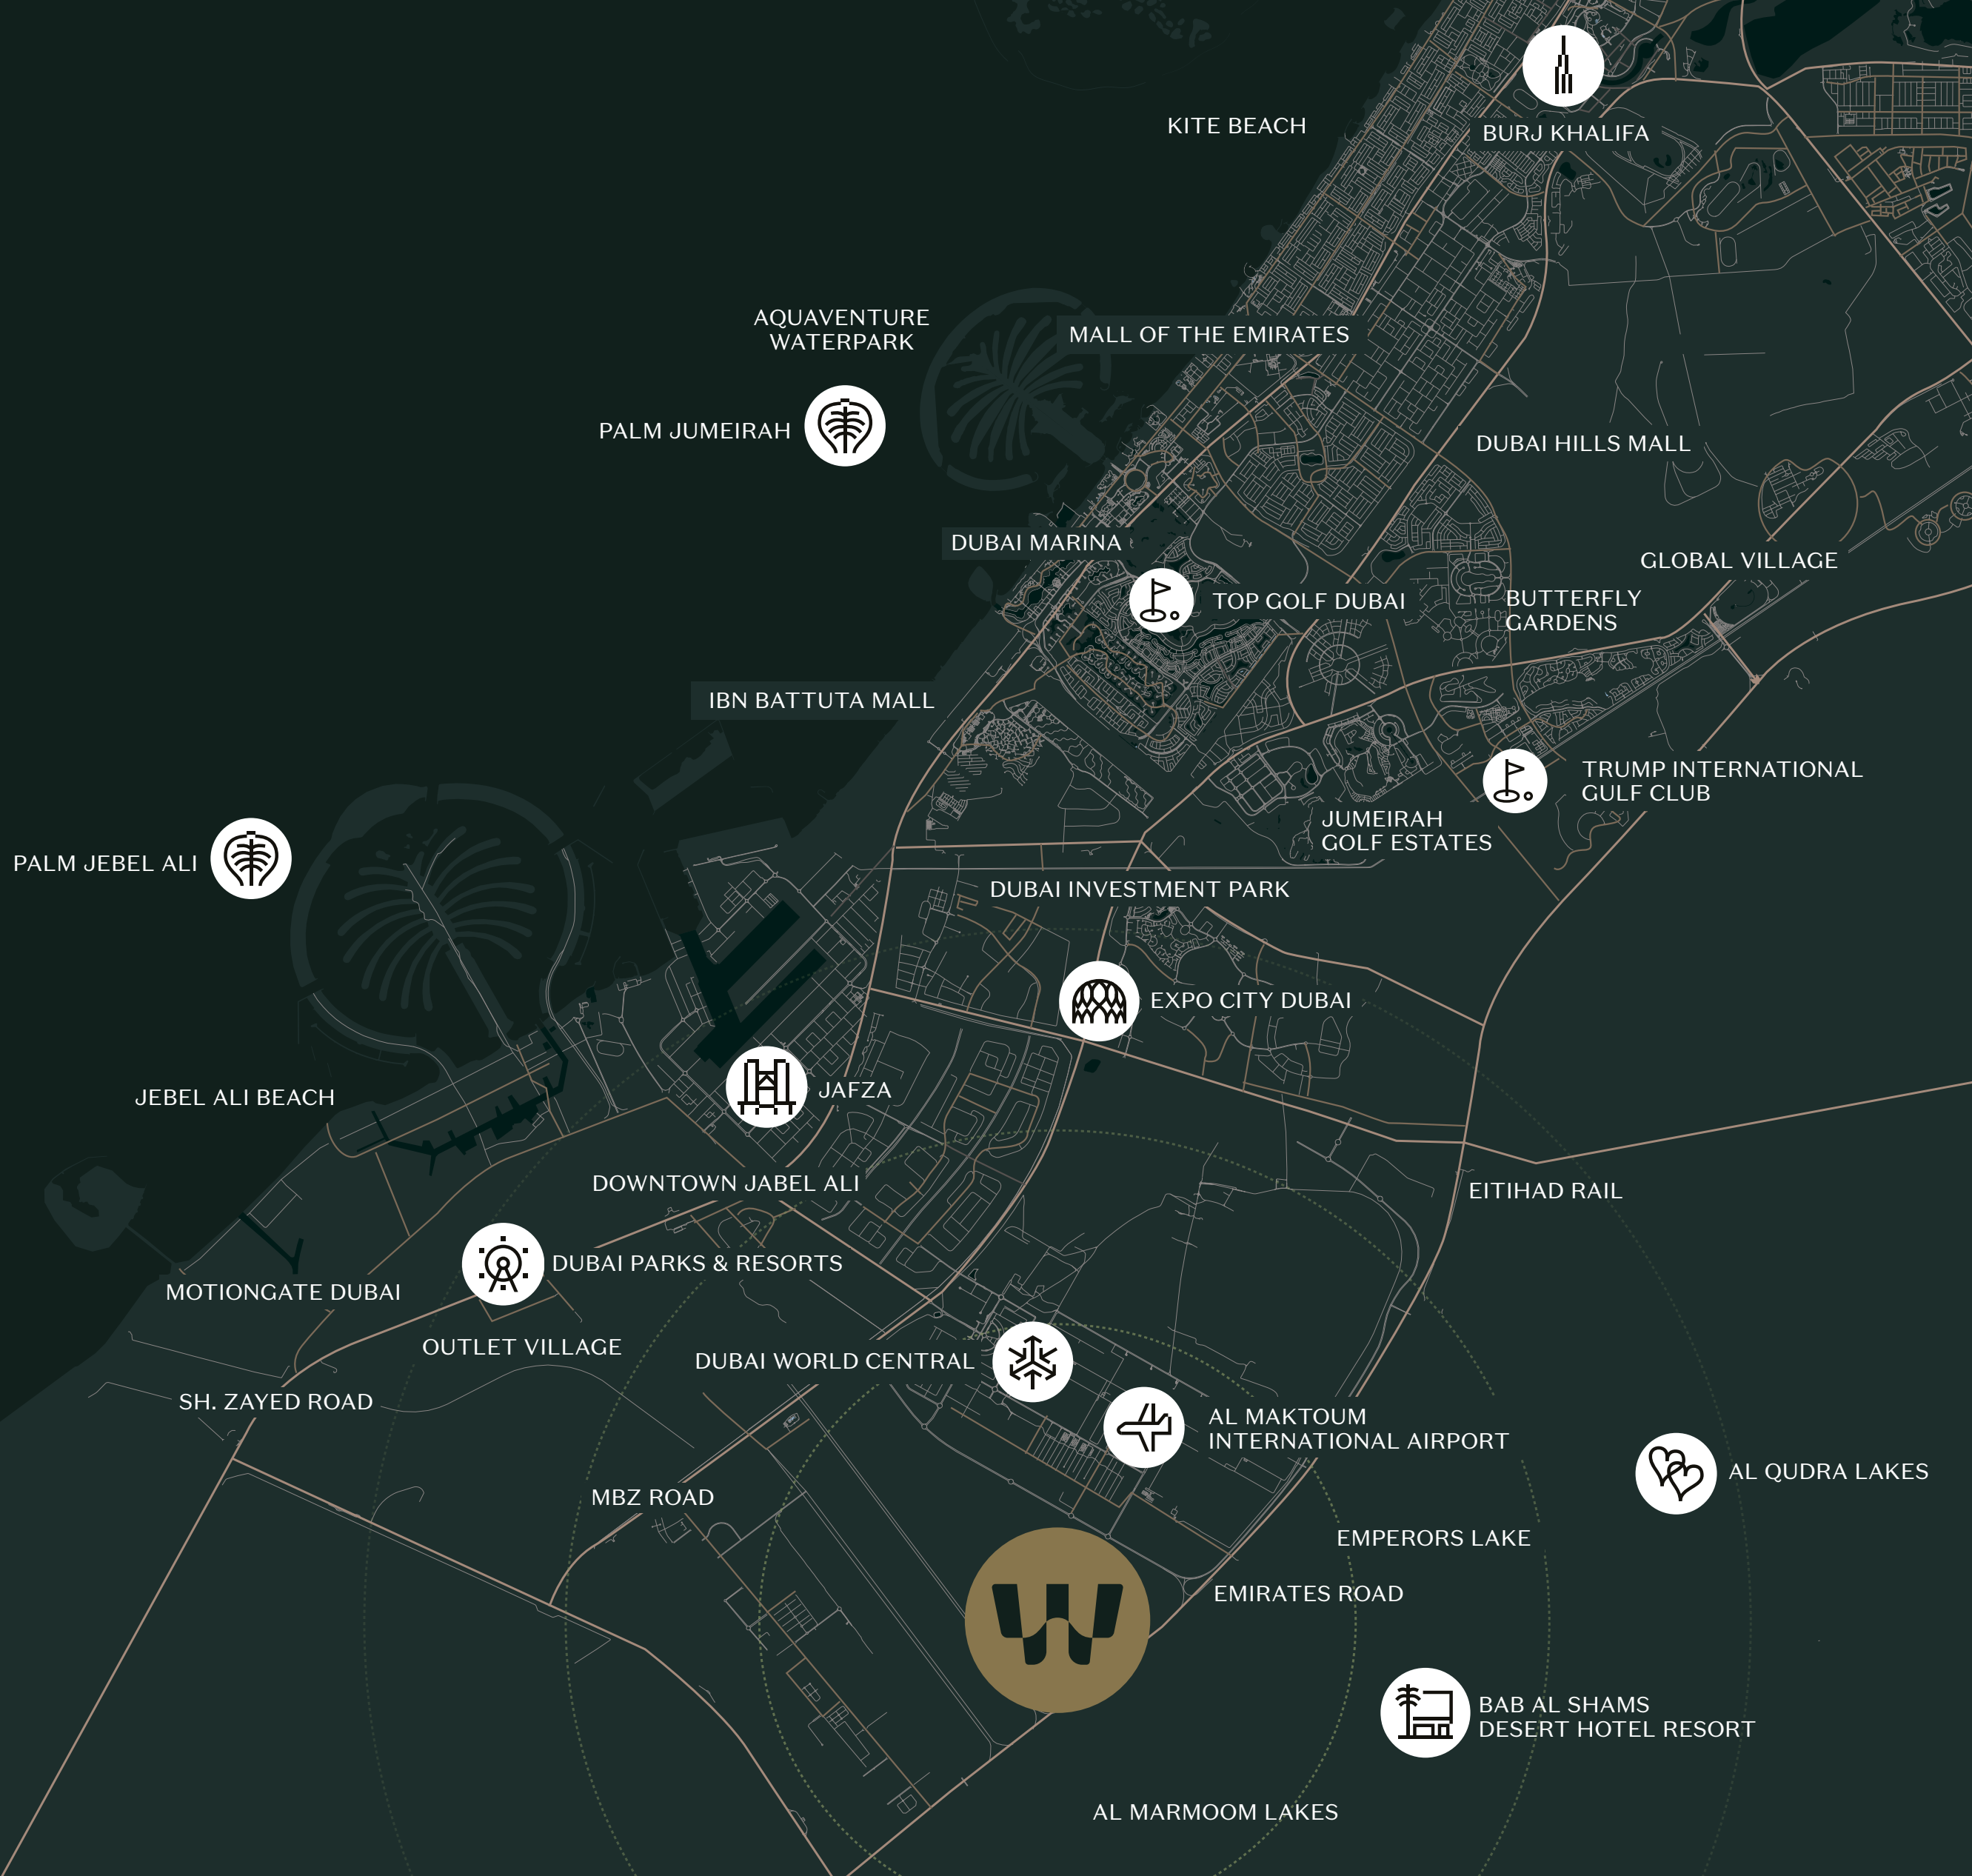 KITE BEACH
BURJ KHALIFA
AQUAVENTURE
WATERPARK
MALL OF THE EMIRATES
PALM JUMEIRAH
DUBAI HILLS MALL
DUBAI MARINA
GLOBAL VILLAGE
TOP GOLF DUBAI
BUTTERFLY
GARDENS
IBN BATTUTA MALL
TRUMP INTERNATIONAL
GULF CLUB
JUMEIRAH
GOLF ESTATES
PALM JEBEL ALI
DUBAI INVESTMENT PARK
EXPO CITY DUBAI
JAFZA
JEBEL ALI BEACH
DOWNTOWN JABEL ALI
EITIHAD RAIL
DUBAI PARKS & RESORTS
MOTIONGATE DUBAI
OUTLET VILLAGE
DUBAI WORLD CENTRAL
SH. ZAYED ROAD
AL MAKTOUM
INTERNATIONAL AIRPORT
AL QUDRA LAKES
MBZ ROAD
EMPERORS LAKE
EMIRATES ROAD
W
BAB AL SHAMS
DESERT HOTEL RESORT
AL MARMOOM LAKES